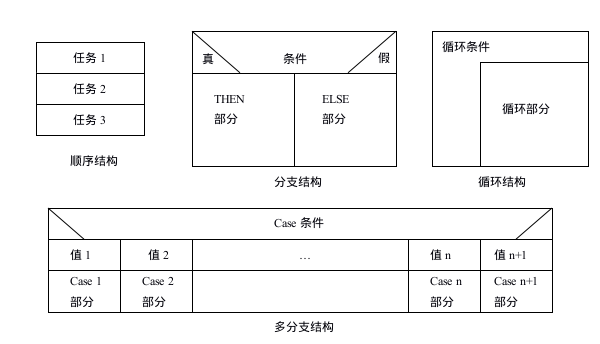 任务 1
任务 2
任务 3
顺序结构
真
条件
假
THEN
部分
ELSE
部分
分支结构
循环条件
循环部分
循环结构
Case 条件
值 1
值 2
…
值 n
值 n+1
Case 1
部分
Case 2
部分
Case n
部分
Case n+1
部分
多分支结构